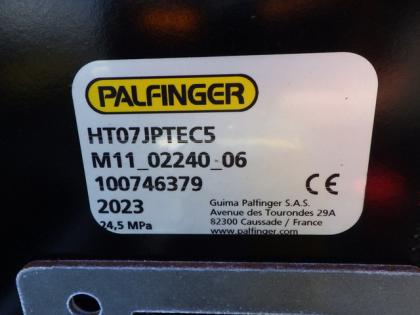 PALFINGER
HT07JPTEC5
M11_02240_06
100746379
2023
24,5 MPa
CE
Guima Palfinger S.A.S.
Avenue des Tourondes 29A
82300 Caussade / France
www.palfinger.com